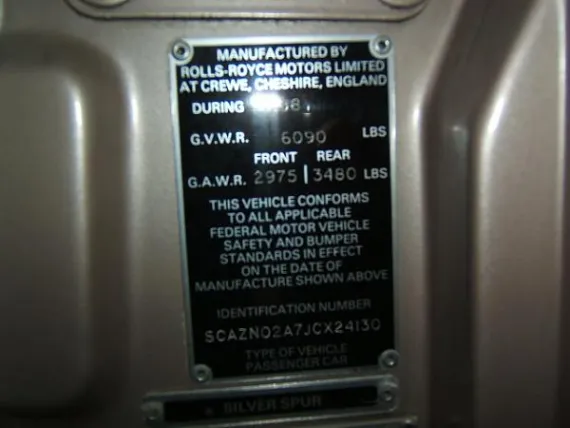 MANUFACTURED BY
ROLLS-ROYCE MOTORS LIMITED
AT CREWE, CHESHIRE, ENGLAND
DURING
G.V.W.R. 6090 LBS
FRONT REAR
G.A.W.R. 2975 | 3480 LBS
THIS VEHICLE CONFORMS
TO ALL APPLICABLE
FEDERAL MOTOR VEHICLE
SAFETY AND BUMPER
STANDARDS IN EFFECT
ON THE DATE OF
MANUFACTURE SHOWN ABOVE
IDENTIFICATION NUMBER
SCAZN02A7JCX24130
TYPE OF VEHICLE
PASSENGER CAR
SILVER SPUR